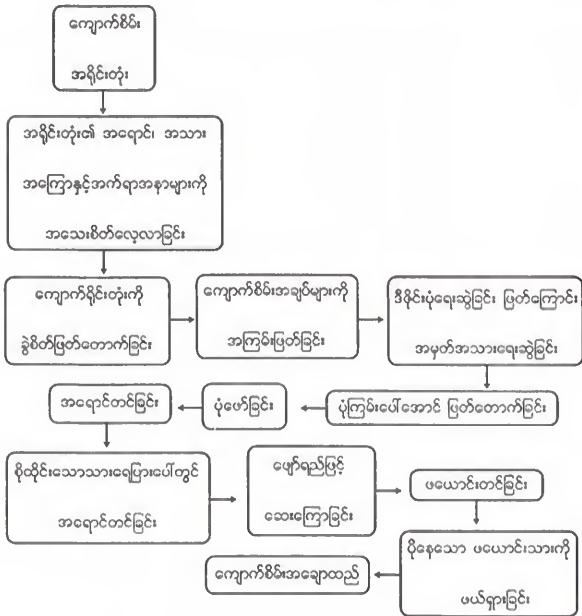 ကျောက်စိမ်း
အရိုင်းတုံး
အရိုင်းတုံး၏ အရောင်၊ အသား
အကြောနှင့်အက်ရာအနာများကို
အသေးစိတ်လေ့လာခြင်း
ကျောက်ရိုင်းတုံးကို
ခွဲစိတ်ဖြတ်တောက်ခြင်း
ကျောက်စိမ်းအချပ်များကို
အကြမ်းဖြတ်ခြင်း
ဒီဇိုင်းပုံရေးဆွဲခြင်း ဖြတ်ကြောင်း
အမှတ်အသားရေးဆွဲခြင်း
ပုံကြမ်းပေါ်အောင် ဖြတ်တောက်ခြင်း
ပုံဖော်ခြင်း
အရောင်တင်ခြင်း
စိုထိုင်းသောသားရေပြားပေါ်တွင်
အရောင်တင်ခြင်း
ဖျော်ရည်ဖြင့်
ဆေးကြောခြင်း
ဖယောင်းတင်ခြင်း
ပိုနေသော ဖယောင်းသားကို
ဖယ်ရှားခြင်း
ကျောက်စိမ်းအချောထည်